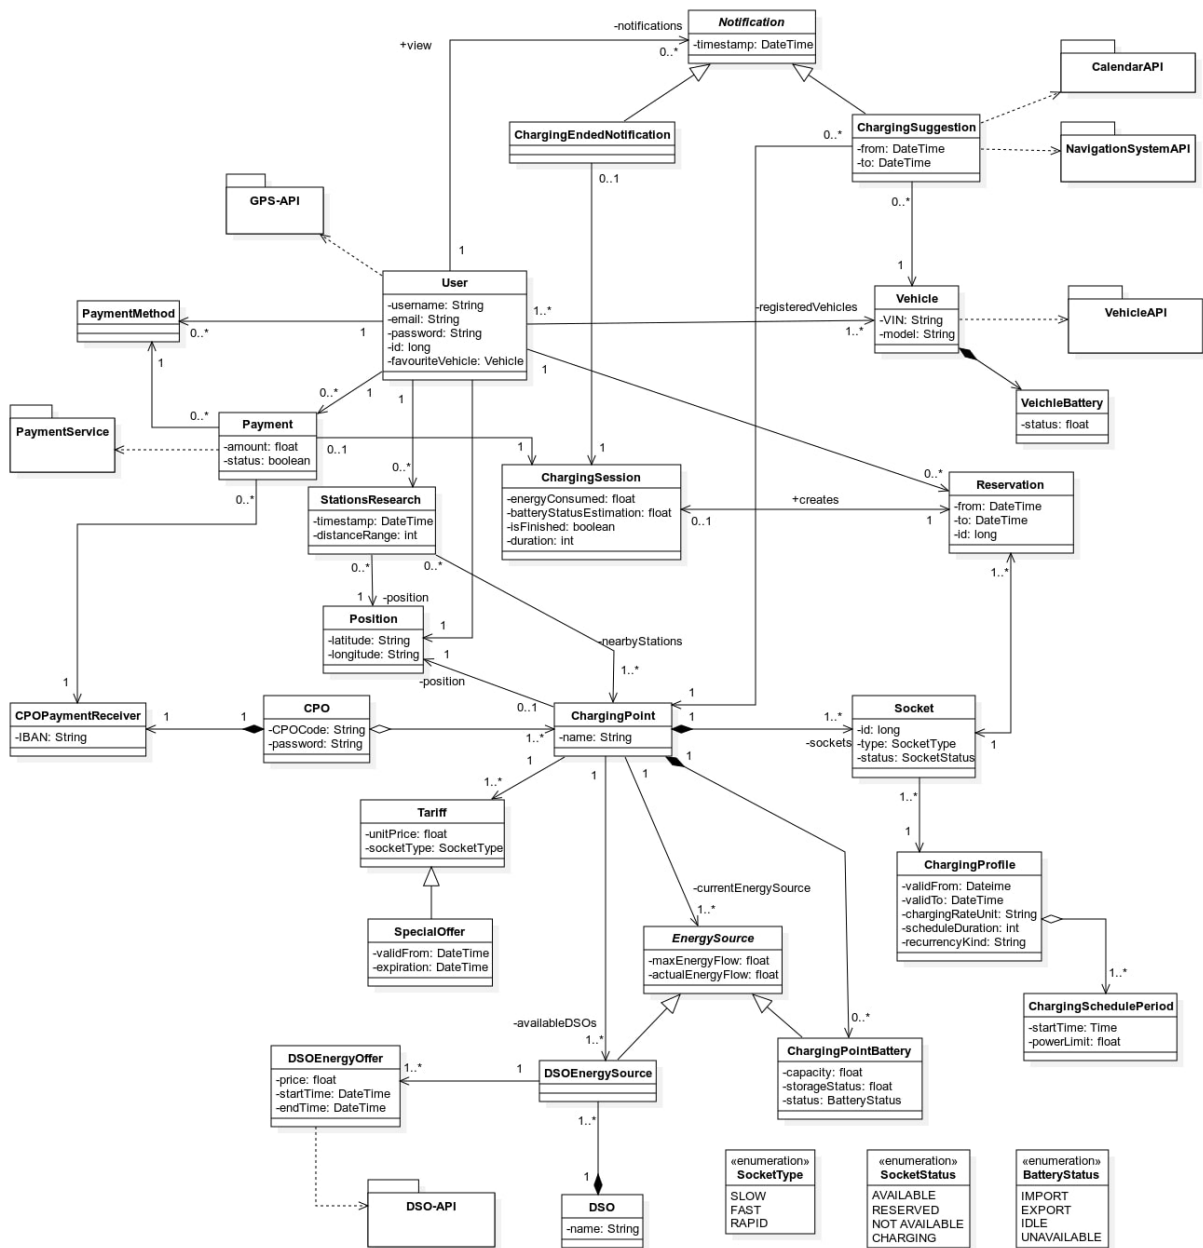 Notification
-timestamp: DateTime
-notifications
0..*
+view
1
CalendarAPI
NavigationSystemAPI
ChargingEndedNotification
0..1
ChargingSuggestion
-from: DateTime
-to: DateTime
0..*
0..*
1
GPS-API
User
-username: String
-email: String
-password: String
-id: long
-favouriteVehicle: Vehicle
1..*
-registeredVehicles
1..*
Vehicle
-VIN: String
-model: String
VehicleAPI
PaymentMethod
0..*
1
1
0..*
0..*
1
1
1
VeichleBattery
-status: float
PaymentService
Payment
-amount: float
-status: boolean
0..1
0..*
1
1
ChargingSession
-energyConsumed: float
-batteryStatusEstimation: float
-isFinished: boolean
-duration: int
0..1
+creates
1
0..*
Reservation
-from: DateTime
-to: DateTime
-id: long
1..*
0..*
StationsResearch
-timestamp: DateTime
-distanceRange: int
0..*
0..*
1
-position
Position
-latitude: String
-longitude: String
1
1
-position
0..1
-nearbyStations
1..*
1
1
CPOPaymentReceiver
-IBAN: String
1
1
CPO
-CPOCode: String
-password: String
1..*
ChargingPoint
-name: String
1
1..*
-sockets
Socket
-id: long
-type: SocketType
-status: SocketStatus
1
1
1
1
1
1..*
Tariff
-unitPrice: float
-socketType: SocketType
1..*
1
ChargingProfile
-validFrom: Dateime
-validTo: DateTime
-chargingRateUnit: String
-scheduleDuration: int
-recurrencyKind: String
-currentEnergySource
1..*
EnergySource
-maxEnergyFlow: float
-actualEnergyFlow: float
SpecialOffer
-validFrom: DateTime
-expiration: DateTime
1..*
ChargingSchedulePeriod
-startTime: Time
-powerLimit: float
-availableDSOs
1..*
0..*
DSOEnergyOffer
-price: float
-startTime: DateTime
-endTime: DateTime
1..*
1
DSOEnergySource
1..*
ChargingPointBattery
-capacity: float
-storageStatus: float
-status: BatteryStatus
1
DSO-API
DSO
-name: String
«enumeration»
SocketType
SLOW
FAST
RAPID
«enumeration»
SocketStatus
AVAILABLE
RESERVED
NOT AVAILABLE
CHARGING
«enumeration»
BatteryStatus
IMPORT
EXPORT
IDLE
UNAVAILABLE